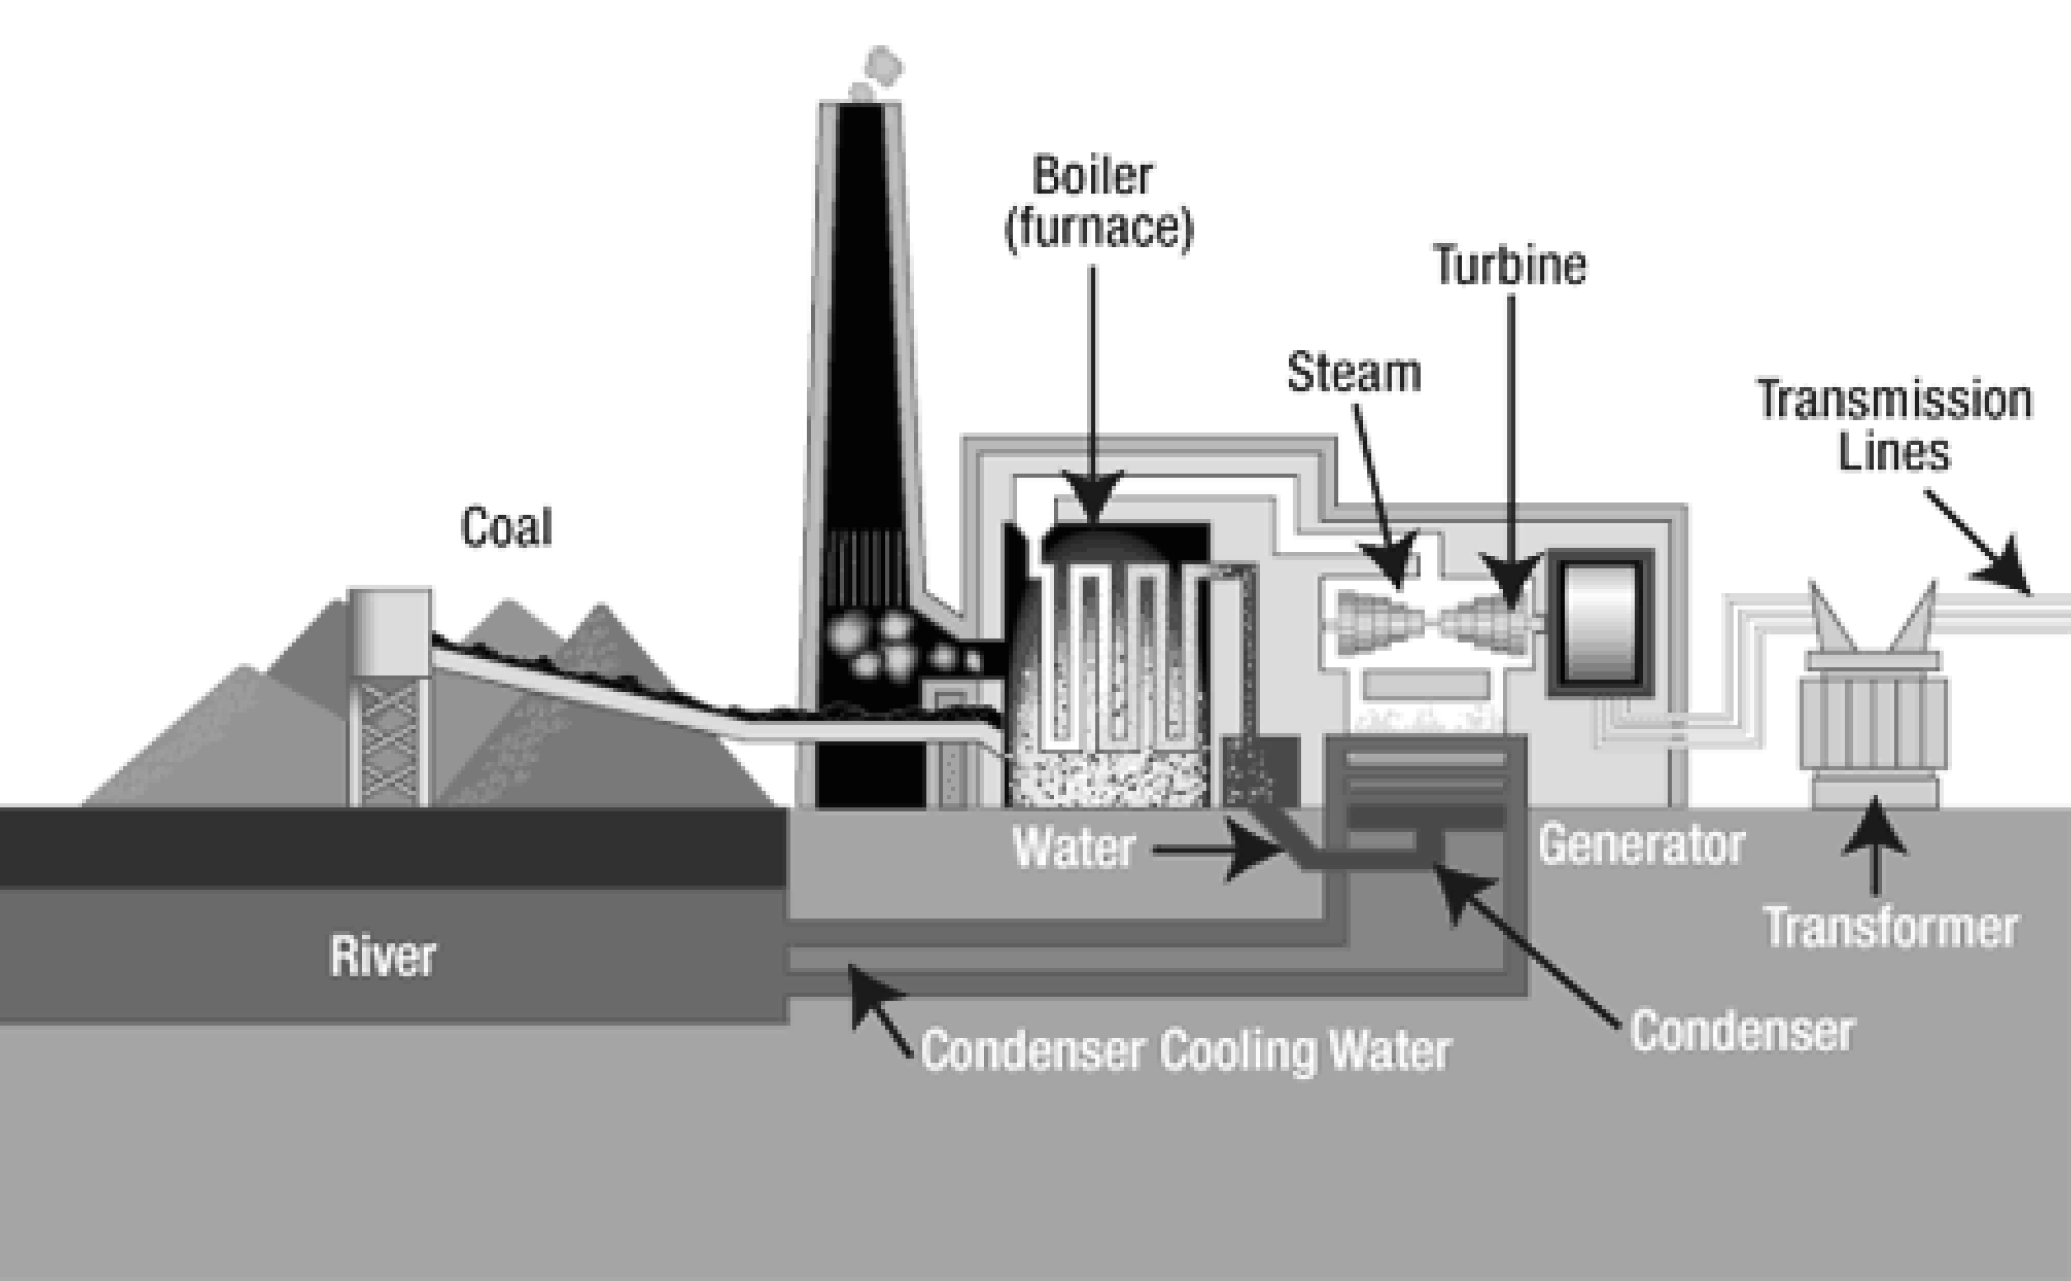 Boiler
(furnace)
Turbine
Steam
Transmission
Lines
Coal
Water
Generator
River
Transformer
Condenser
Condenser Cooling Water